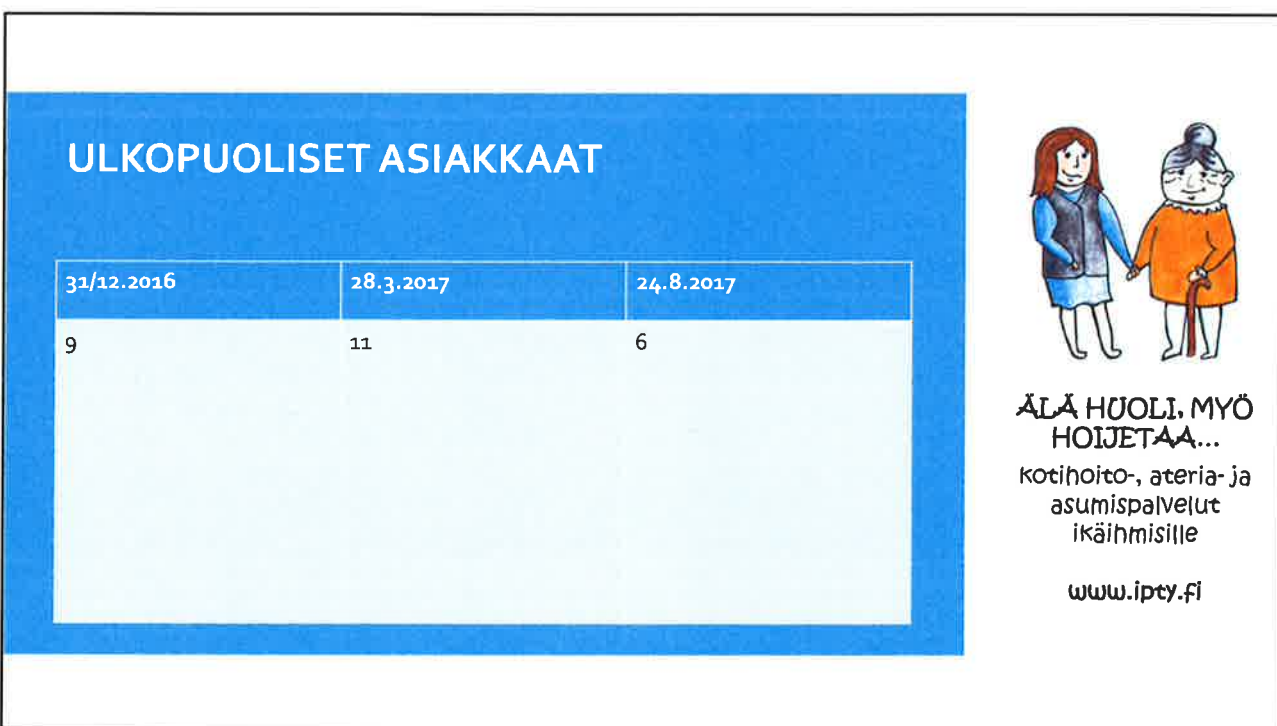 ULKOPUOLISET ASIAKKAAT
31/12.2016 28.3.2017 24.8.2017
9 11 6
ÄLÄ HUOLI, MYÖ
HOIJETAA...
kotihoito-, ateria- ja
asumispalvelut
ikäihmisille
www.ipty.fi